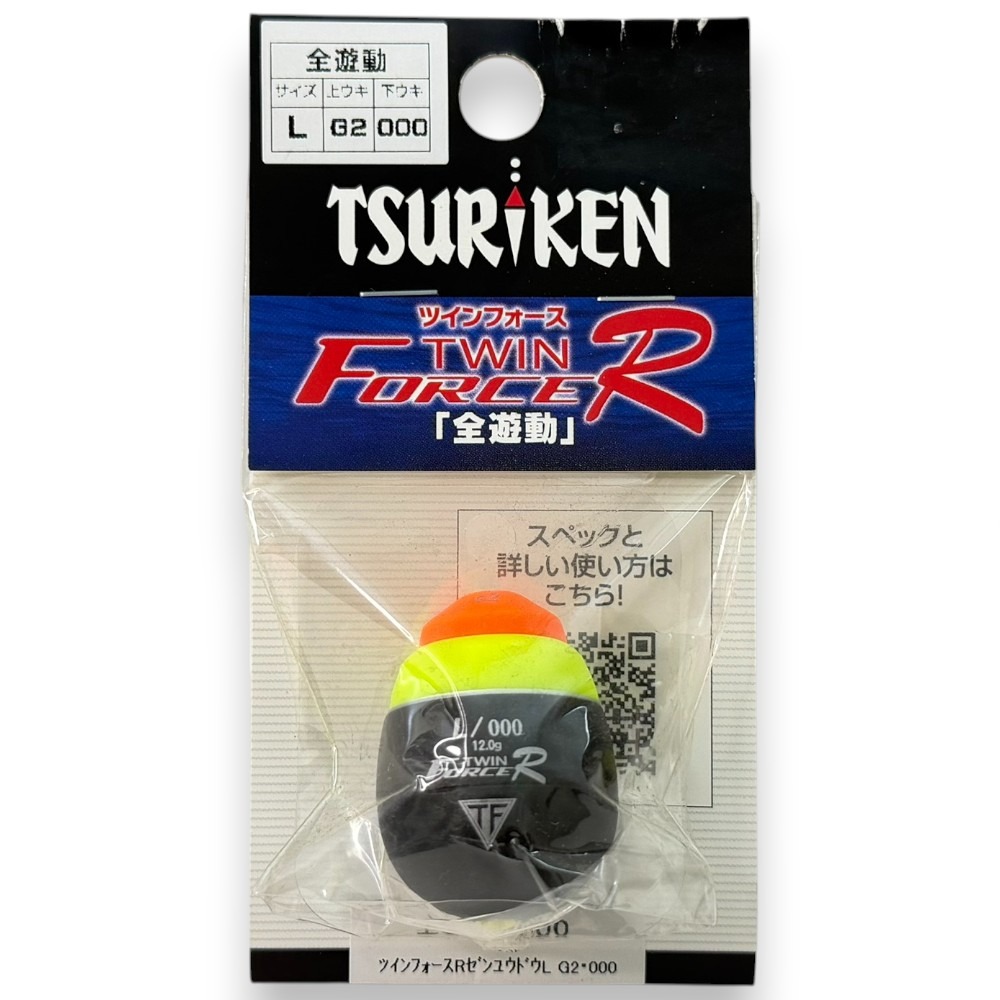 全遊動
サイズ 上ウキ 下ウキ
L G2 000
TSURIKEN
ツインフォース
TWIN
FORCE R
「全遊動」
スペックと
詳しい使い方は
こちら!
L/000
12.0g
TWIN
FORCE R
TF
ツインフォースRゼンユウドウL G2・000